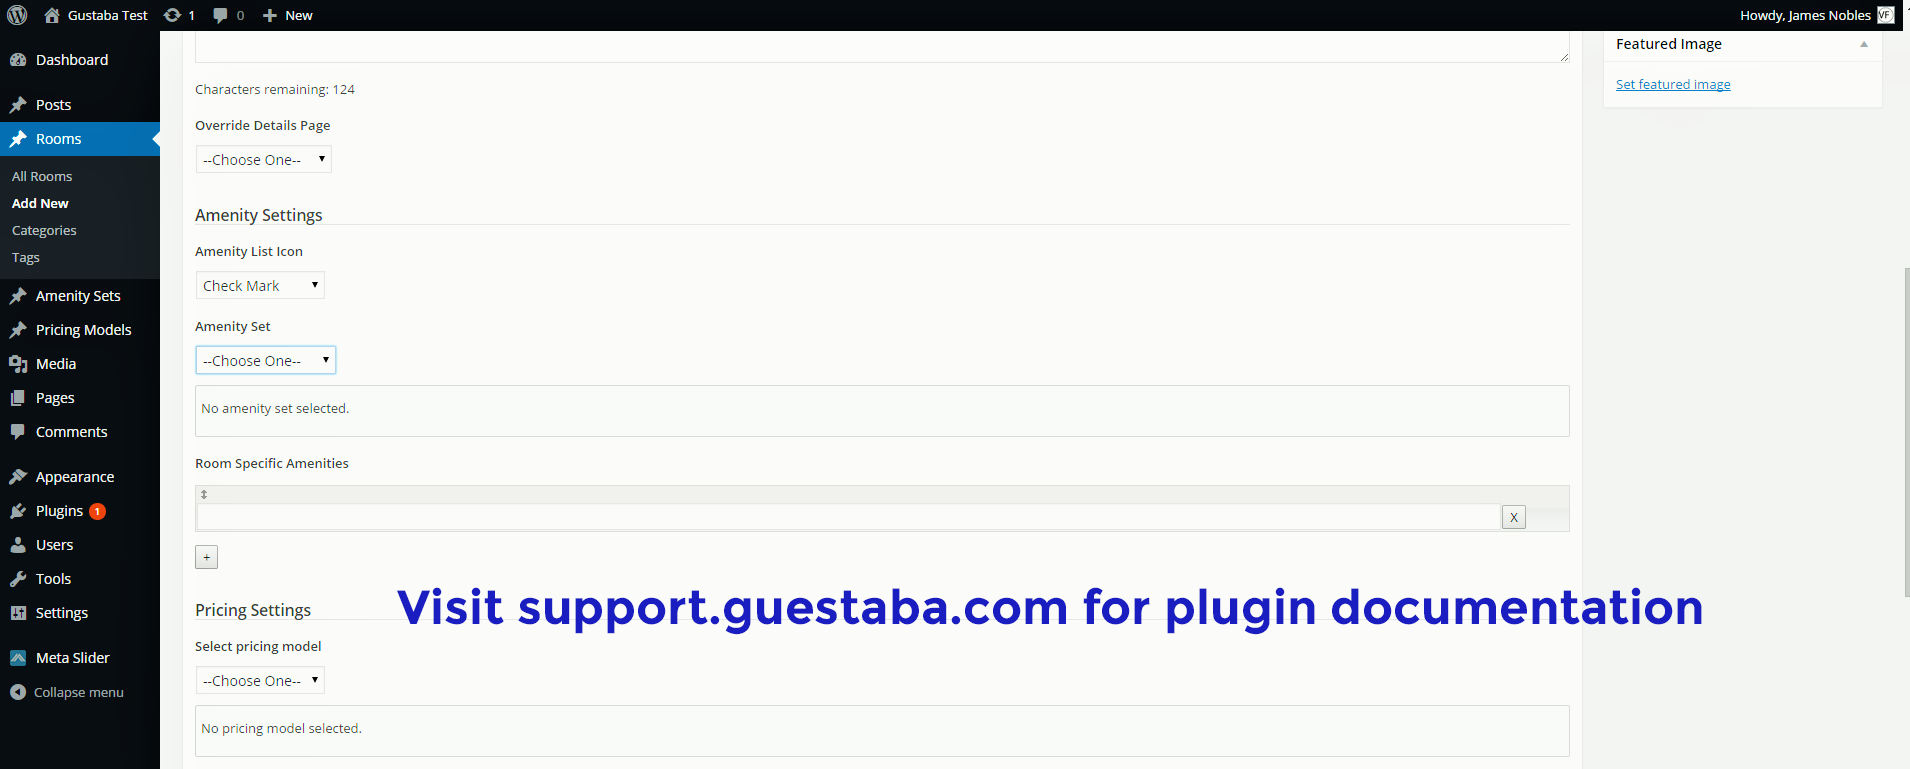 Gustaba Test 1 0 New Howdy, James Nobles VF
Dashboard
Posts
Rooms
All Rooms
Add New
Categories
Tags
Amenity Sets
Pricing Models
Media
Pages
Comments
Appearance
Plugins 1
Users
Tools
Settings
Meta Slider
Collapse menu
Characters remaining: 124
Override Details Page
--Choose One--
Amenity Settings
Amenity List Icon
Check Mark
Amenity Set
--Choose One--
No amenity set selected.
Room Specific Amenities
X
+
Pricing Settings
Visit support.guestaba.com for plugin documentation
Select pricing model
--Choose One--
No pricing model selected.
Featured Image
Set featured image